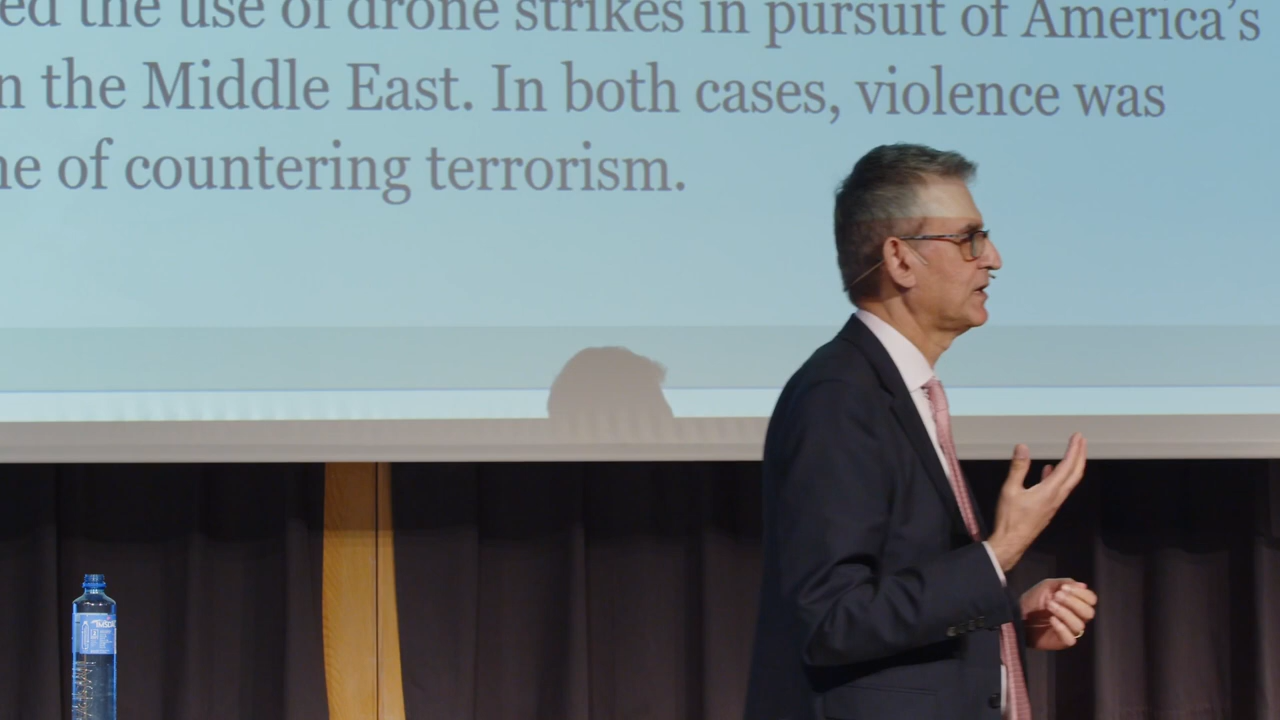 ed the use of drone strikes in pursuit of America's
n the Middle East. In both cases, violence was
ne of countering terrorism.